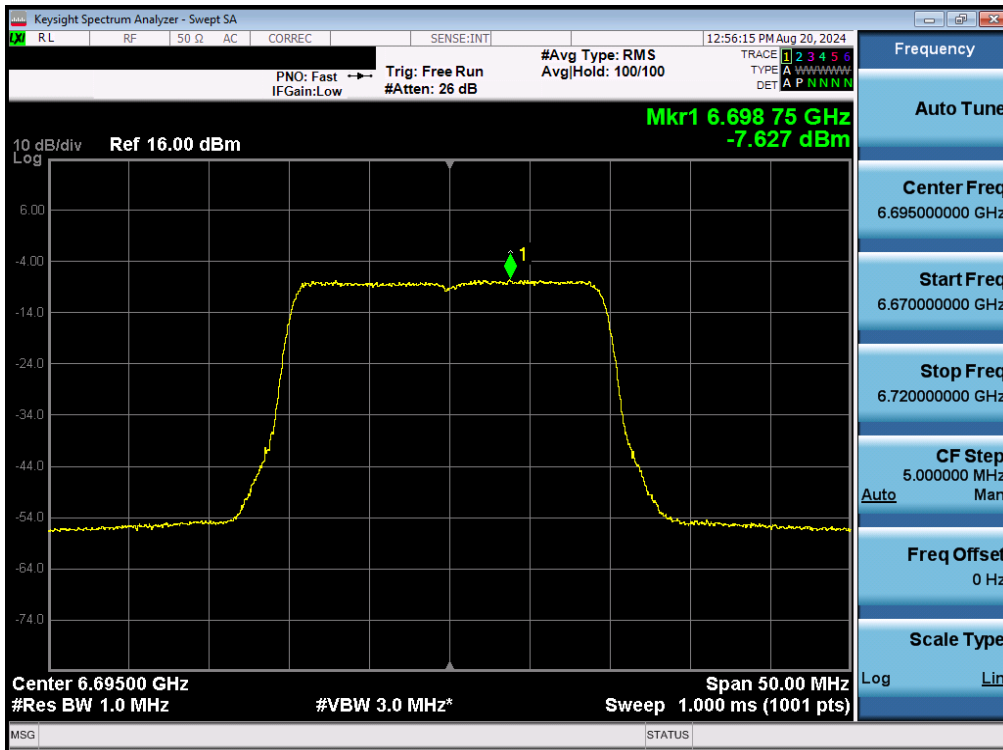 Keysight Spectrum Analyzer - Swept SA
LXI RL RF 50 Ω AC CORREC SENSE:INT 12:56:15 PM Aug 20, 2024
PNO: Fast Trig: Free Run #Avg Type: RMS TRACE 1 2 3 4 5 6
IFGain:Low #Atten: 26 dB Avg|Hold: 100/100 TYPE A WWWWW
DET A P N N N N
Mkr1 6.698 75 GHz
-7.627 dBm
10 dB/div Ref 16.00 dBm
Log
1
6.00
-4.00
-14.0
-24.0
-34.0
-44.0
-54.0
-64.0
-74.0
Center 6.69500 GHz Span 50.00 MHz
#Res BW 1.0 MHz #VBW 3.0 MHz* Sweep 1.000 ms (1001 pts)
MSG STATUS
Frequency
Auto Tune
Center Freq
6.695000000 GHz
Start Freq
6.670000000 GHz
Stop Freq
6.720000000 GHz
CF Step
5.000000 MHz
Auto Man
Freq Offset
0 Hz
Scale Type
Log Lin